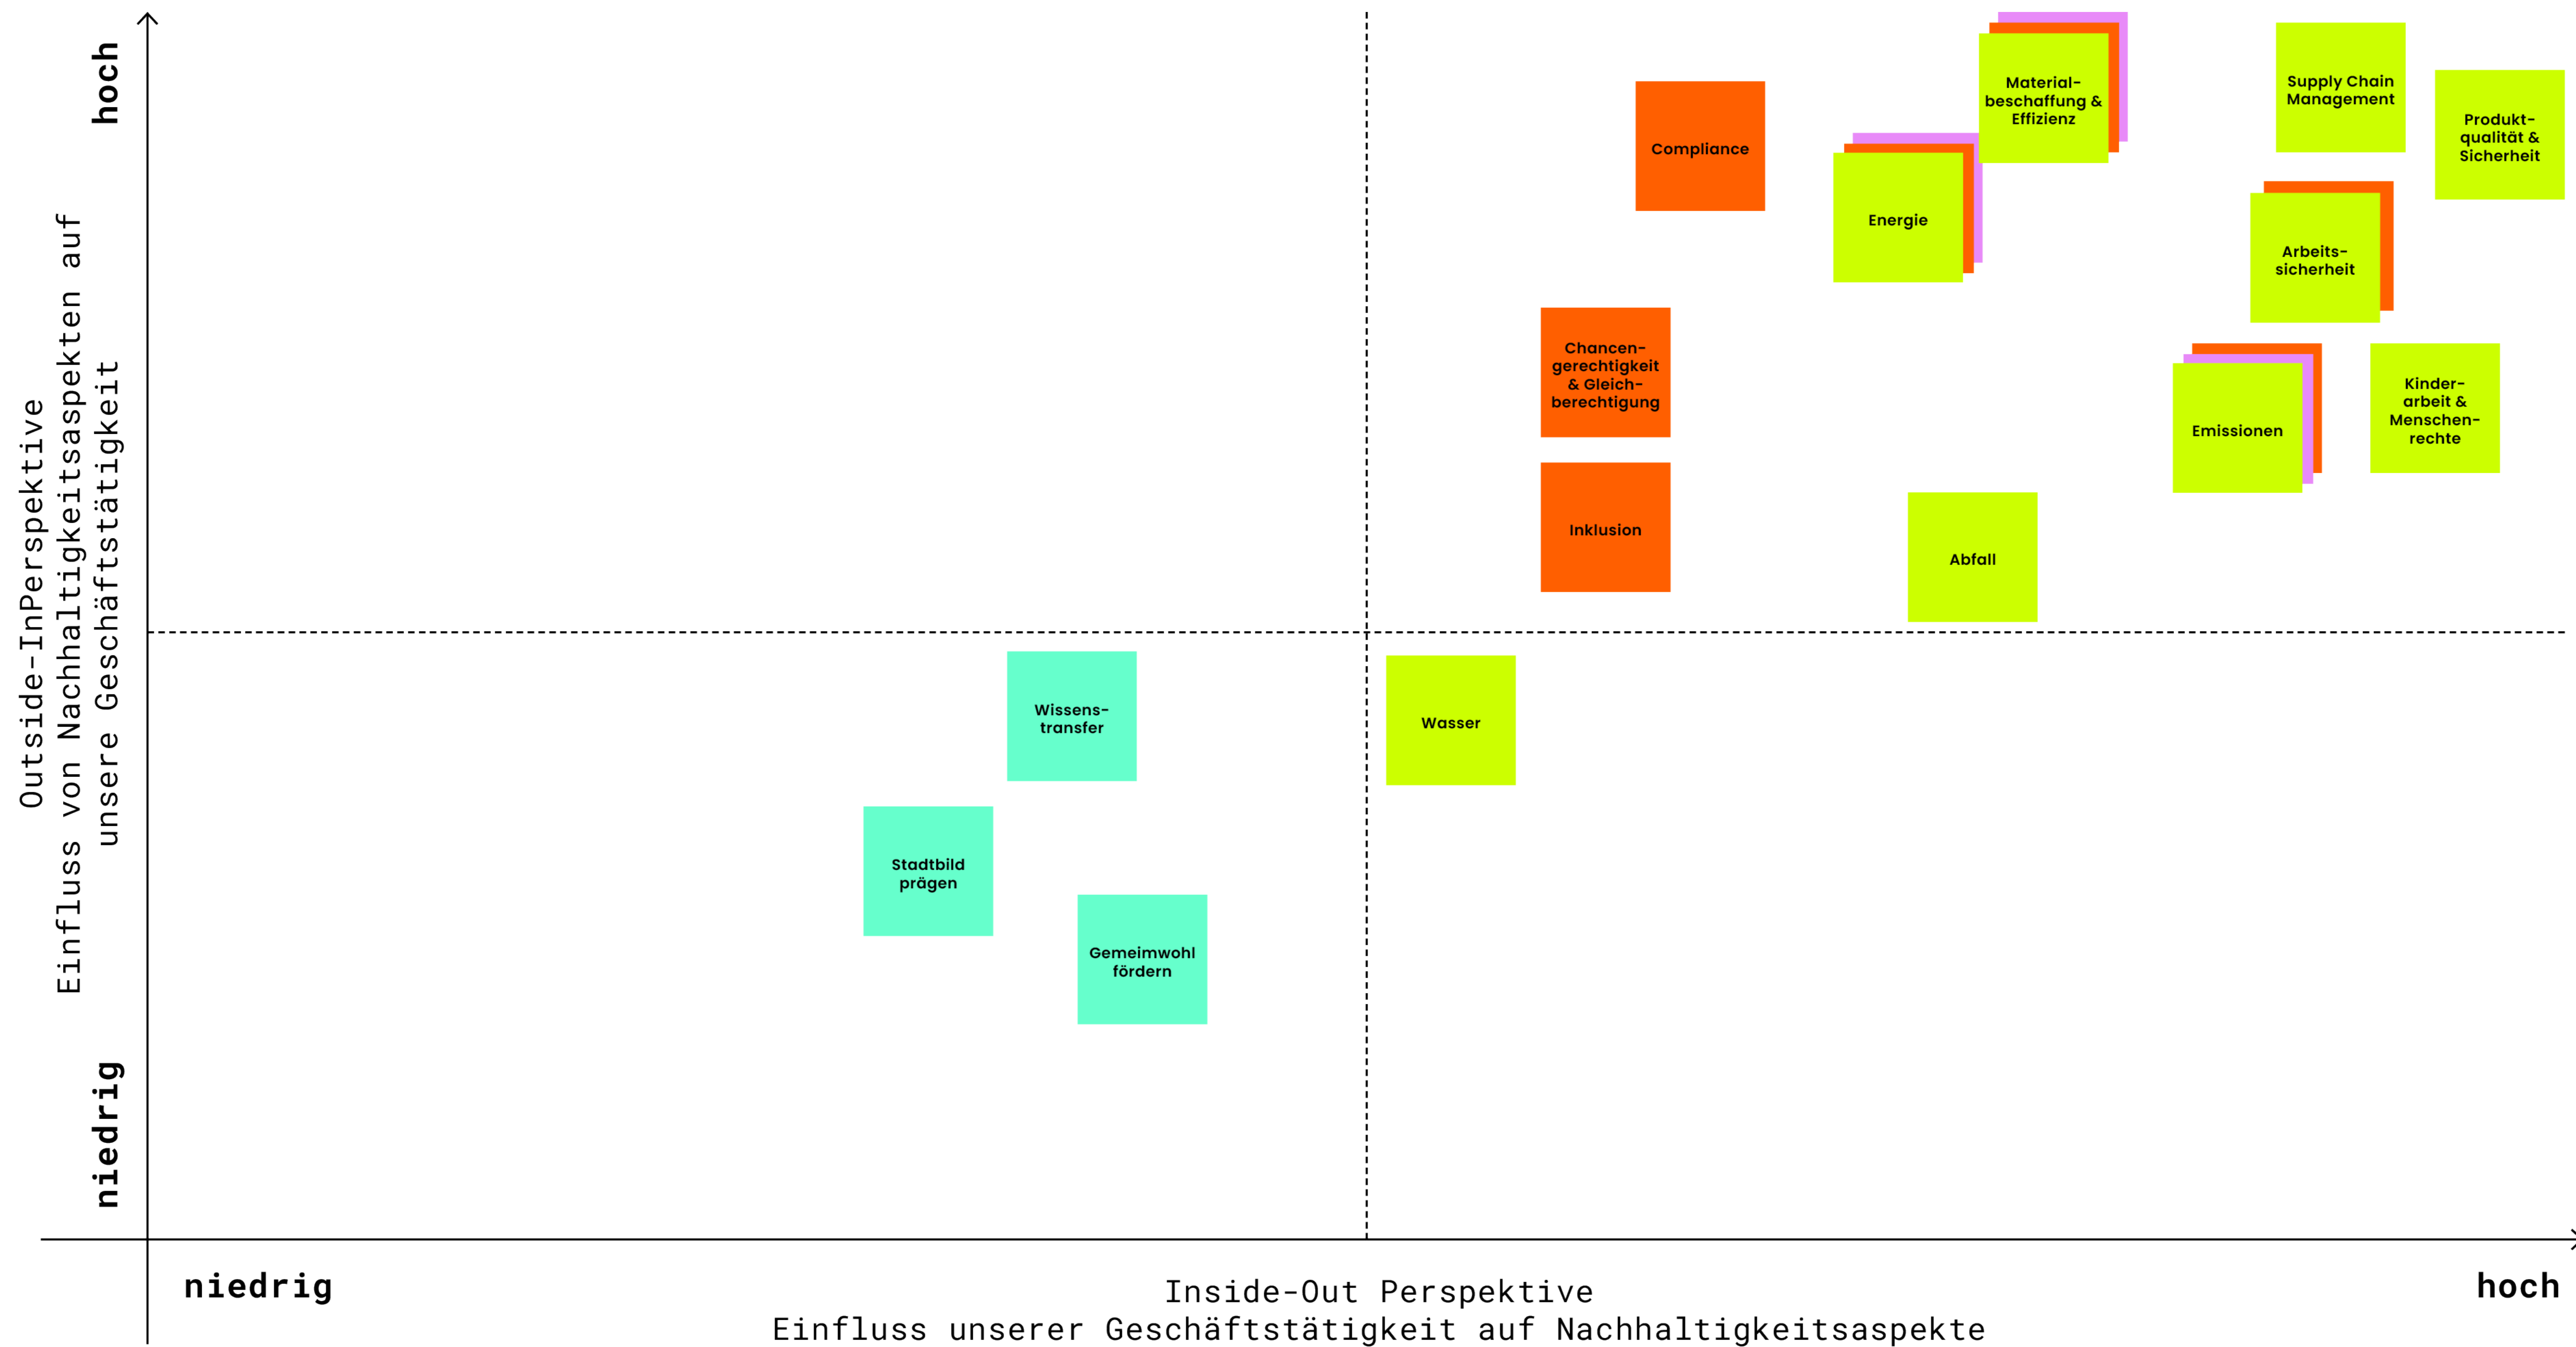 hoch
Outside-InPerspektive
Einfluss von Nachhaltigkeitsaspekten auf
unsere Geschäftstätigkeit
niedrig
Material-
beschaffung &
Effizienz
Supply Chain
Management
Produkt-
qualität &
Sicherheit
Compliance
Energie
Arbeits-
sicherheit
Chancen-
gerechtigkeit
& Gleich-
berechtigung
Emissionen
Kinder-
arbeit &
Menschen-
rechte
Inklusion
Abfall
Wissens-
transfer
Wasser
Stadtbild
prägen
Gemeimwohl
fördern
niedrig
Inside-Out Perspektive
Einfluss unserer Geschäftstätigkeit auf Nachhaltigkeitsaspekte
hoch